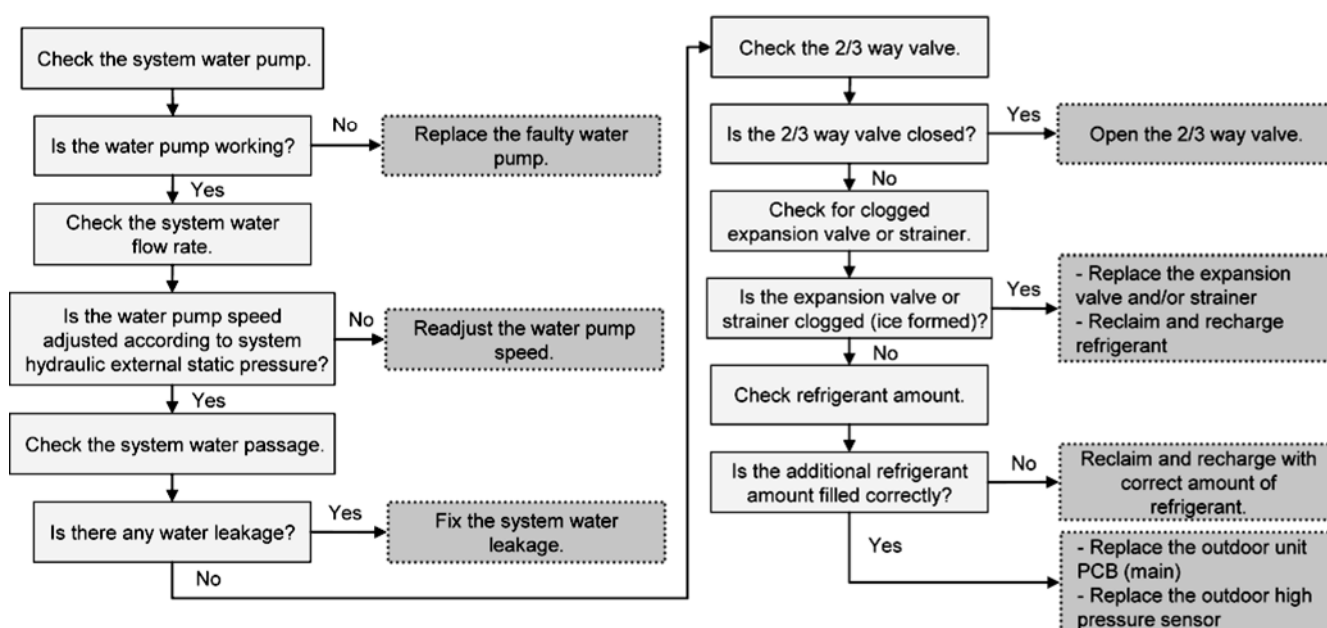 Check the system water pump.
Is the water pump working?
No
Replace the faulty water
pump.
Yes
Check the system water
flow rate.
Is the water pump speed
adjusted according to system
hydraulic external static pressure?
No
Readjust the water pump
speed.
Yes
Check the system water passage.
Is there any water leakage?
Yes
Fix the system water
leakage.
No
Check the 2/3 way valve.
Is the 2/3 way valve closed?
Yes
Open the 2/3 way valve.
No
Check for clogged
expansion valve or strainer.
Is the expansion valve or
strainer clogged (ice formed)?
Yes
- Replace the expansion
valve and/or strainer
- Reclaim and recharge
refrigerant
No
Check refrigerant amount.
Is the additional refrigerant
amount filled correctly?
No
Reclaim and recharge with
correct amount of
refrigerant.
Yes
- Replace the outdoor unit
PCB (main)
- Replace the outdoor high
pressure sensor